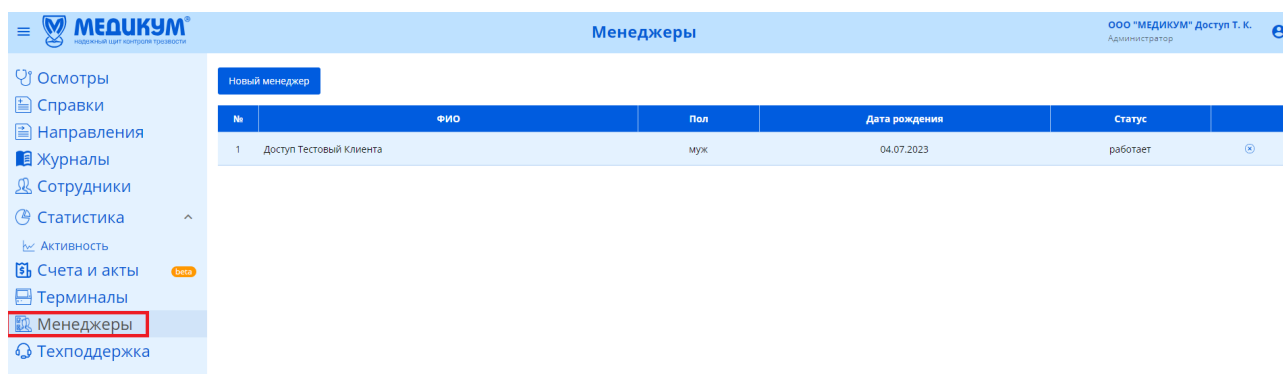 МЕДИКУМ®
надежный щит контроля трезвости
Менеджеры
ООО "МЕДИКУМ" Доступ Т. К.
Администратор
Осмотры
Справки
Направления
Журналы
Сотрудники
Статистика
Активность
Счета и акты beta
Терминалы
Менеджеры
Техподдержка
Новый менеджер
№ ФИО Пол Дата рождения Статус
1 Доступ Тестовый Клиента муж 04.07.2023 работает